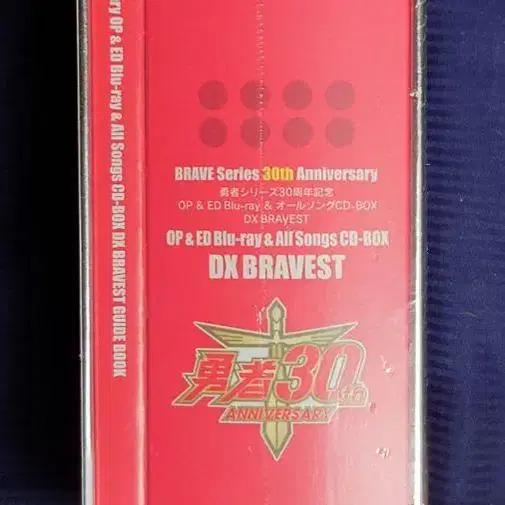 ry OP & ED Blu-ray & All Songs CD-BOX DX BRAVEST GUIDE BOOK
BRAVE Series 30th Anniversary
勇者シリーズ30周年記念
OP & ED Blu-ray & オールソングCD-BOX
DX BRAVEST
OP & ED Blu-ray & All Songs CD-BOX
DX BRAVEST
勇者30th
ANNIVERSARY